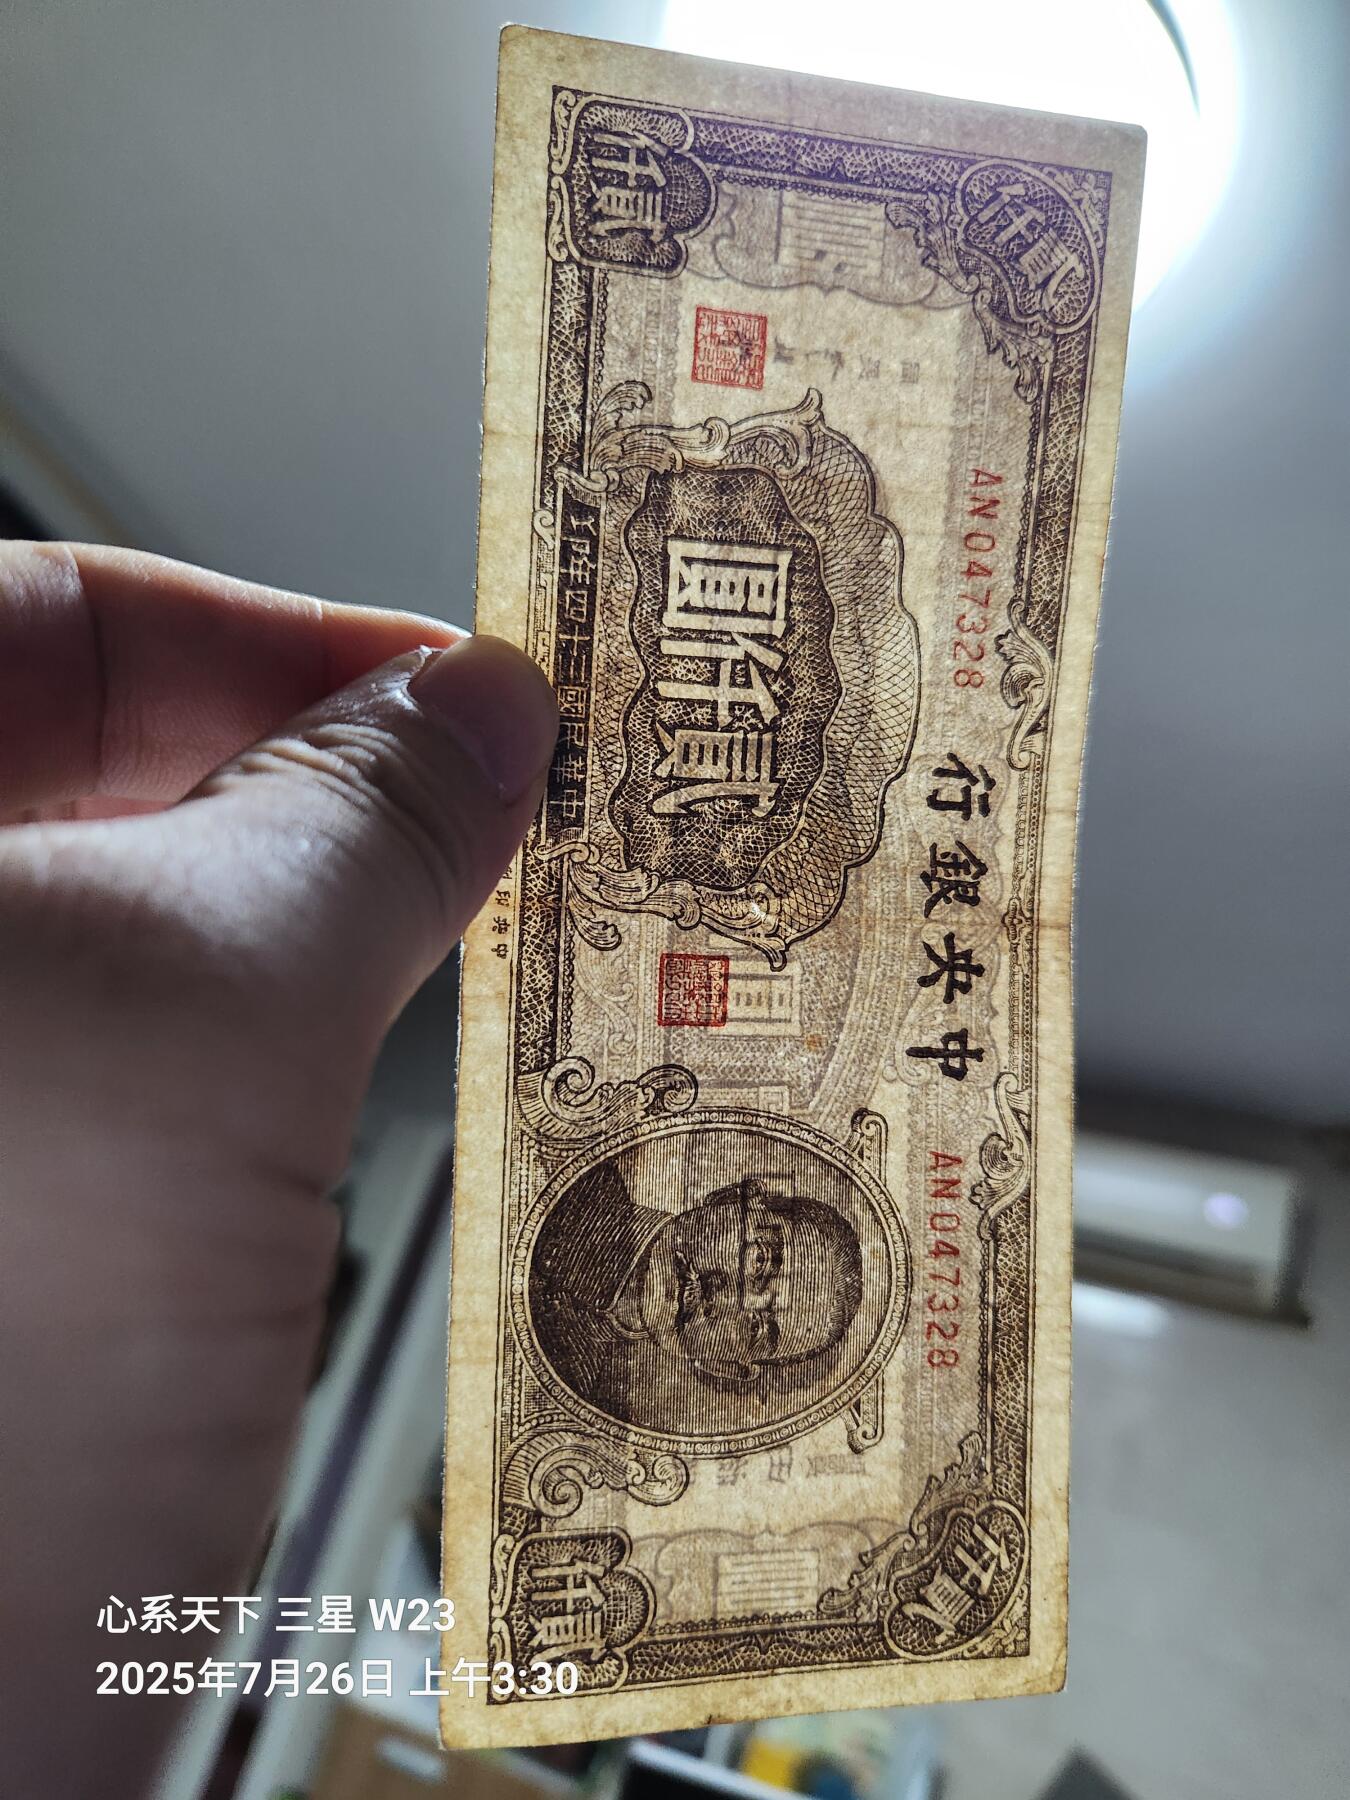 中央銀行
AN047328
AN047328
貳仟圓
中華民國三十四年印
貳仟
貳仟
貳仟
貳仟
心系天下 三星 W23
2025年7月26日 上午3:30